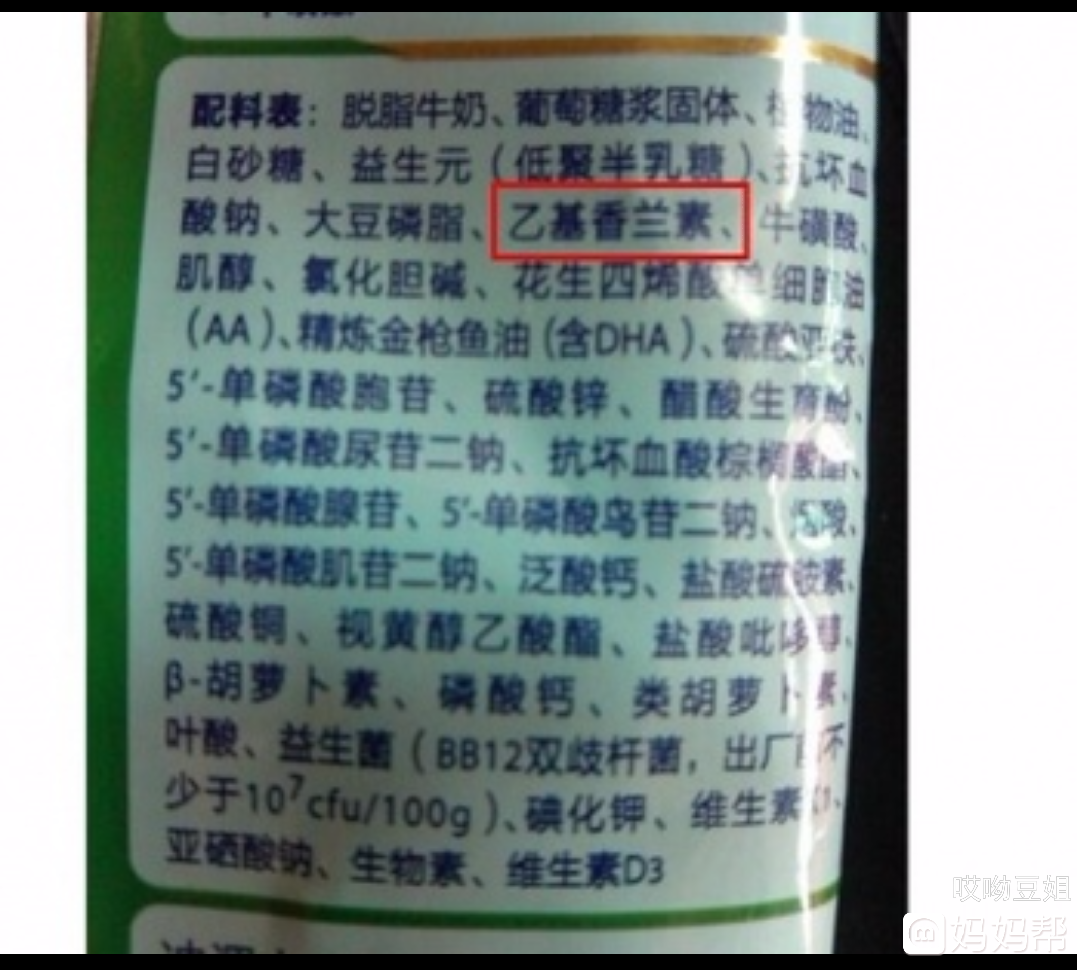 配料表：脱脂牛奶、葡萄糖浆固体、植物油、
白砂糖、益生元（低聚半乳糖）、抗坏血
酸钠、大豆磷脂、乙基香兰素、牛磺酸、
肌醇、氯化胆碱、花生四烯酸单细胞油
（AA）、精炼金枪鱼油（含DHA）、硫酸亚铁、
5′-单磷酸胞苷、硫酸锌、醋酸生育酚、
5′-单磷酸尿苷二钠、抗坏血酸棕榈酸酯、
5′-单磷酸腺苷、5′-单磷酸鸟苷二钠、
5′-单磷酸肌苷二钠、泛酸钙、盐酸硫胺素、
硫酸铜、视黄醇乙酸酯、盐酸吡哆醇、
β-胡萝卜素、磷酸钙、类胡萝卜素、
叶酸、益生菌（BB12双歧杆菌，出厂 不
少于10⁷cfu/100g）、碘化钾、维生素
亚硒酸钠、生物素、维生素D3
哎呦豆姐
妈妈帮